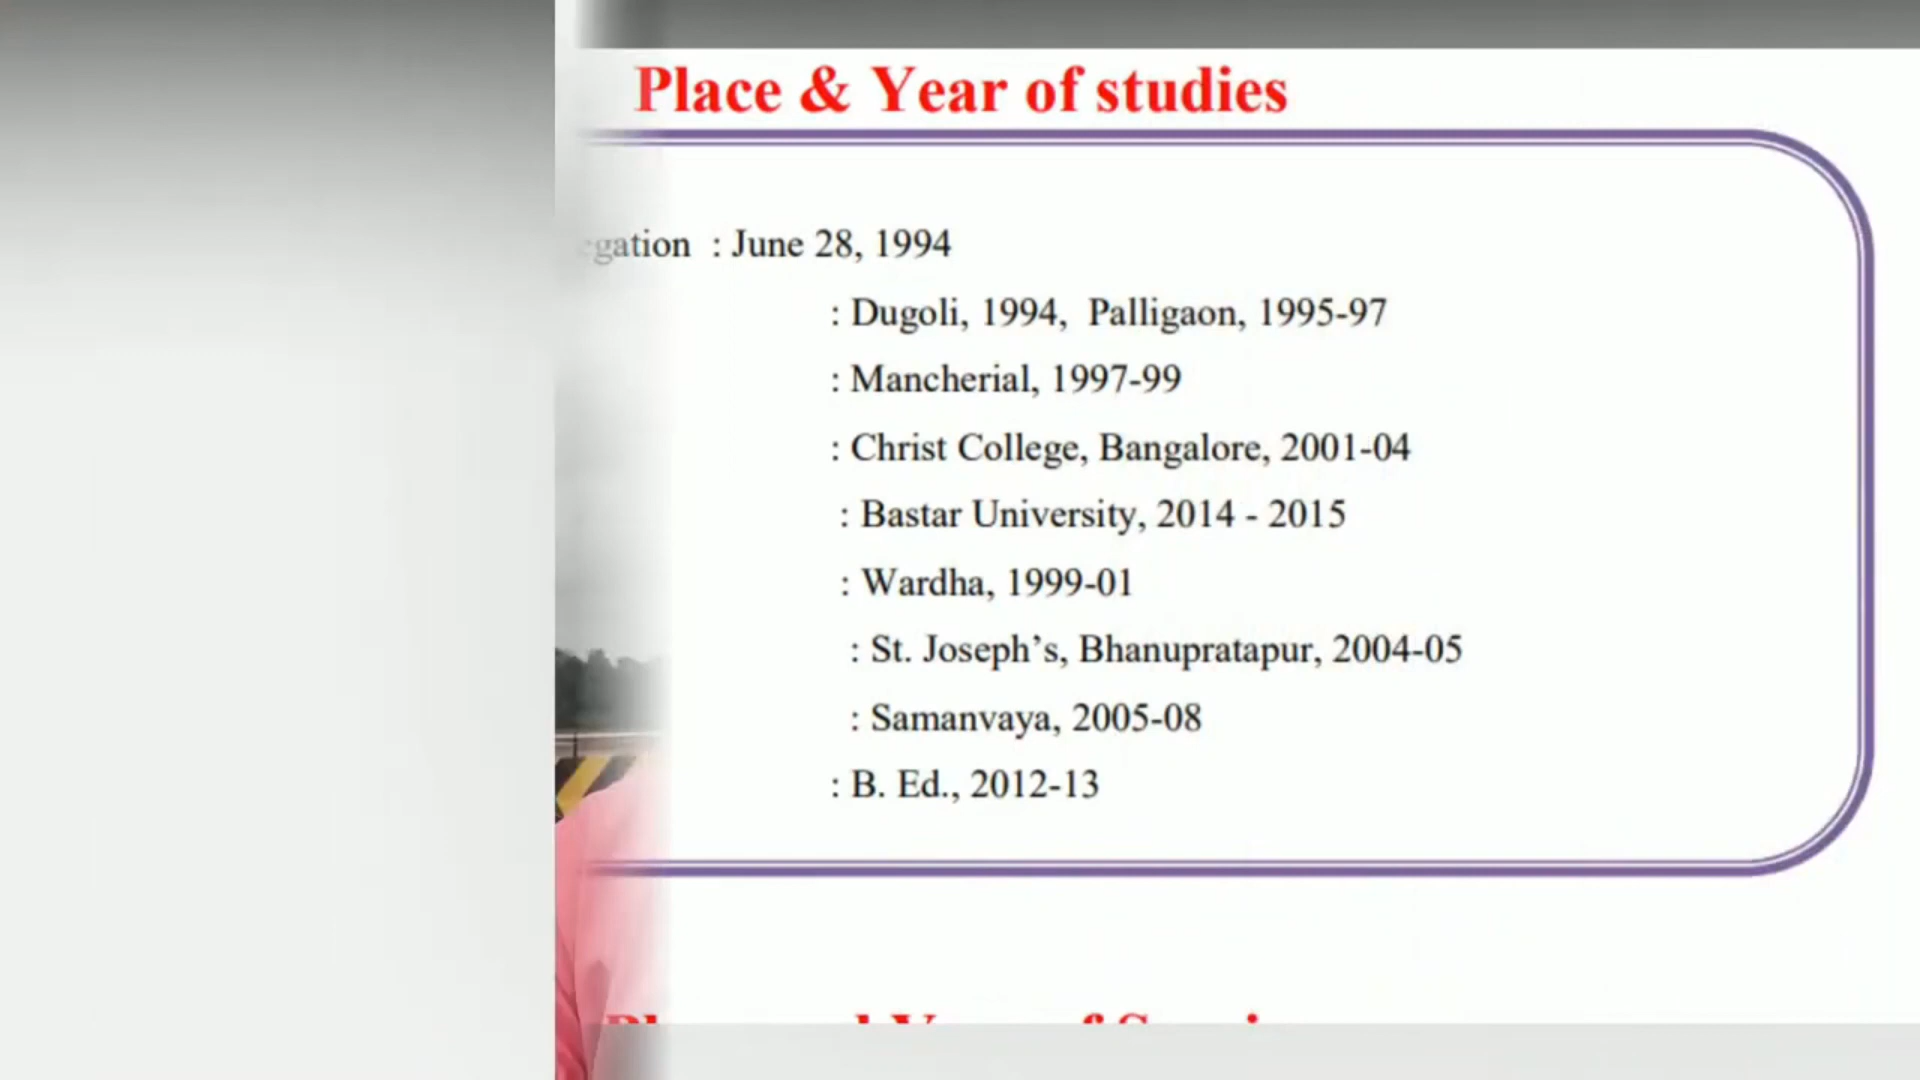 Place & Year of studies
: June 28, 1994
: Dugoli, 1994, Palligaon, 1995-97
: Mancherial, 1997-99
: Christ College, Bangalore, 2001-04
: Bastar University, 2014 - 2015
: Wardha, 1999-01
: St. Joseph’s, Bhanupratapur, 2004-05
: Samanvaya, 2005-08
: B. Ed., 2012-13